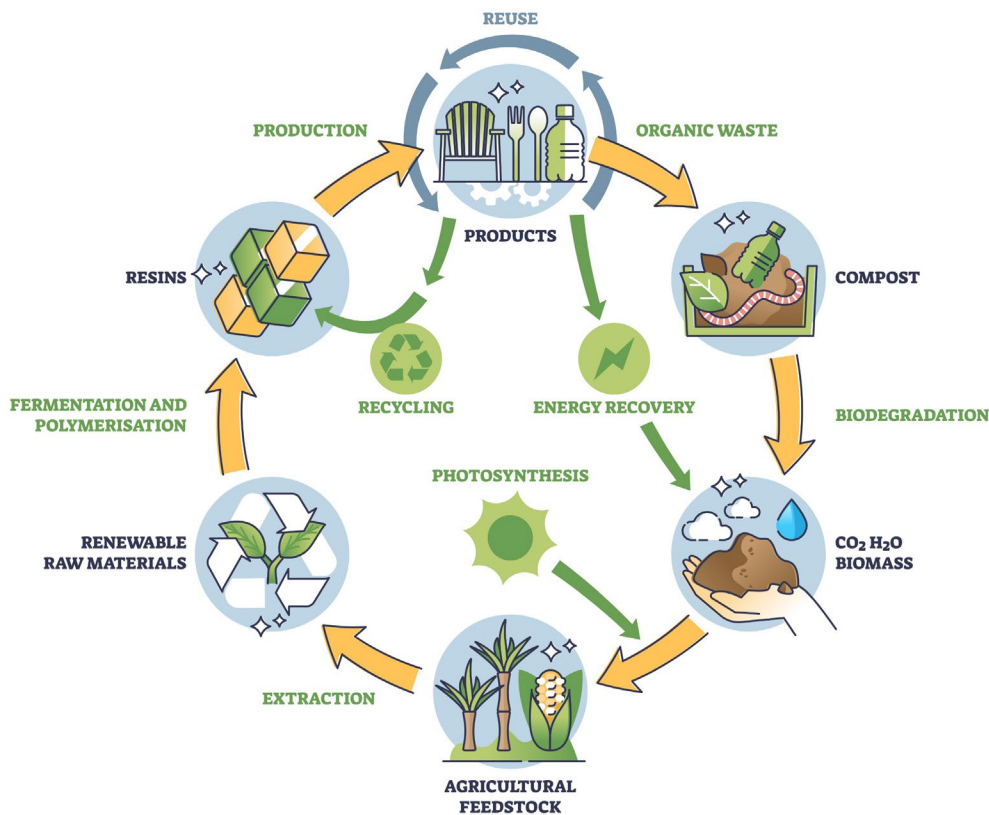 REUSE
PRODUCTION
ORGANIC WASTE
PRODUCTS
RESINS
COMPOST
RECYCLING
ENERGY RECOVERY
FERMENTATION AND
POLYMERISATION
BIODEGRADATION
PHOTOSYNTHESIS
RENEWABLE
RAW MATERIALS
CO₂ H₂O
BIOMASS
EXTRACTION
AGRICULTURAL
FEEDSTOCK